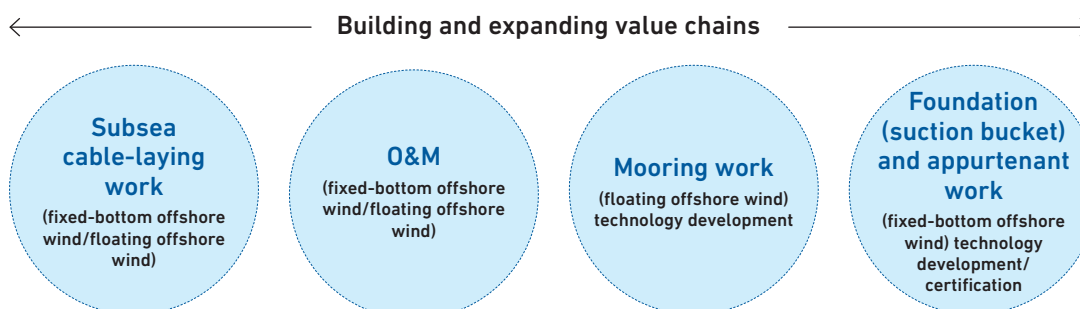 Building and expanding value chains
Subsea
cable-laying
work
(fixed-bottom offshore
wind/floating offshore
wind)
O&M
(fixed-bottom offshore
wind/floating offshore
wind)
Mooring work
(floating offshore wind)
technology development
Foundation
(suction bucket)
and appurtenant
work
(fixed-bottom offshore
wind) technology
development/
certification